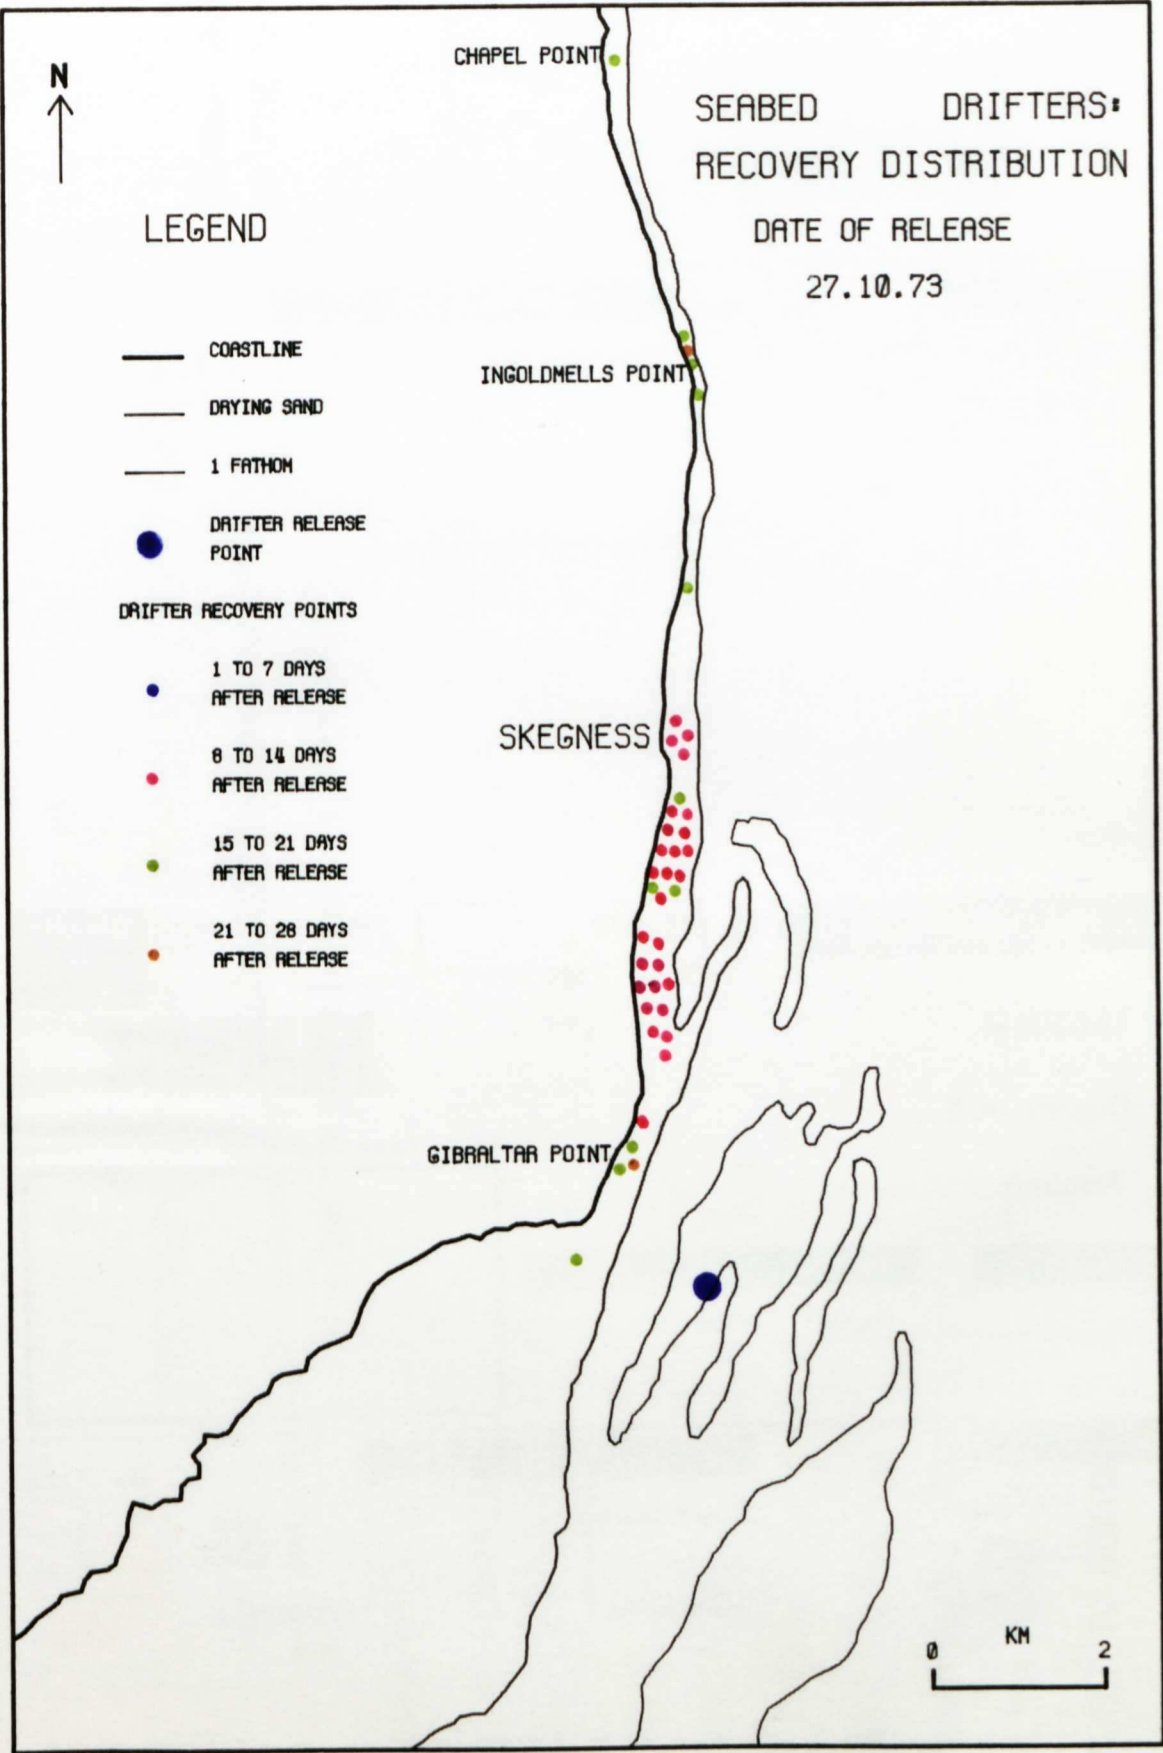 CHAPEL POINT
N
SEABED DRIFTERS:
RECOVERY DISTRIBUTION
DATE OF RELEASE
27.10.73
LEGEND
COASTLINE
INGOLDMELLS POINT
DRYING SAND
1 FATHOM
DRIFTER RELEASE
POINT
DRIFTER RECOVERY POINTS
1 TO 7 DAYS
AFTER RELEASE
SKEGNESS
8 TO 14 DAYS
AFTER RELEASE
15 TO 21 DAYS
AFTER RELEASE
21 TO 28 DAYS
AFTER RELEASE
GIBRALTAR POINT
KM
0 2